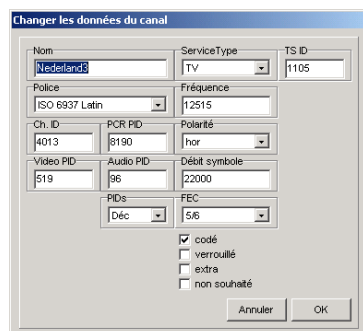 Changer les données du canal
Nom ServiceType TS ID
Nederland3 TV 1105
Police Fréquence
ISO 6937 Latin 12515
Ch. ID PCR PID Polarité
4013 8190 hor
Video PID Audio PID Débit symbole
519 96 22000
PIDs FEC
Déc 5/6
codé
verrouillé
extra
non souhaité
Annuler OK